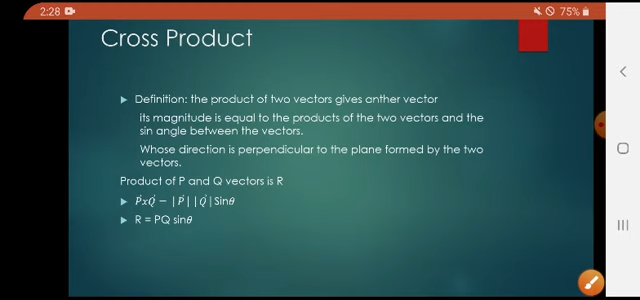 2:28
75%
Cross Product
Definition: the product of two vectors gives anther vector
its magnitude is equal to the products of the two vectors and the
sin angle between the vectors.
Whose direction is perpendicular to the plane formed by the two
vectors.
Product of P and Q vectors is R
P⃗xQ⃗ − |P⃗| |Q⃗|Sinθ
R = PQ sinθ